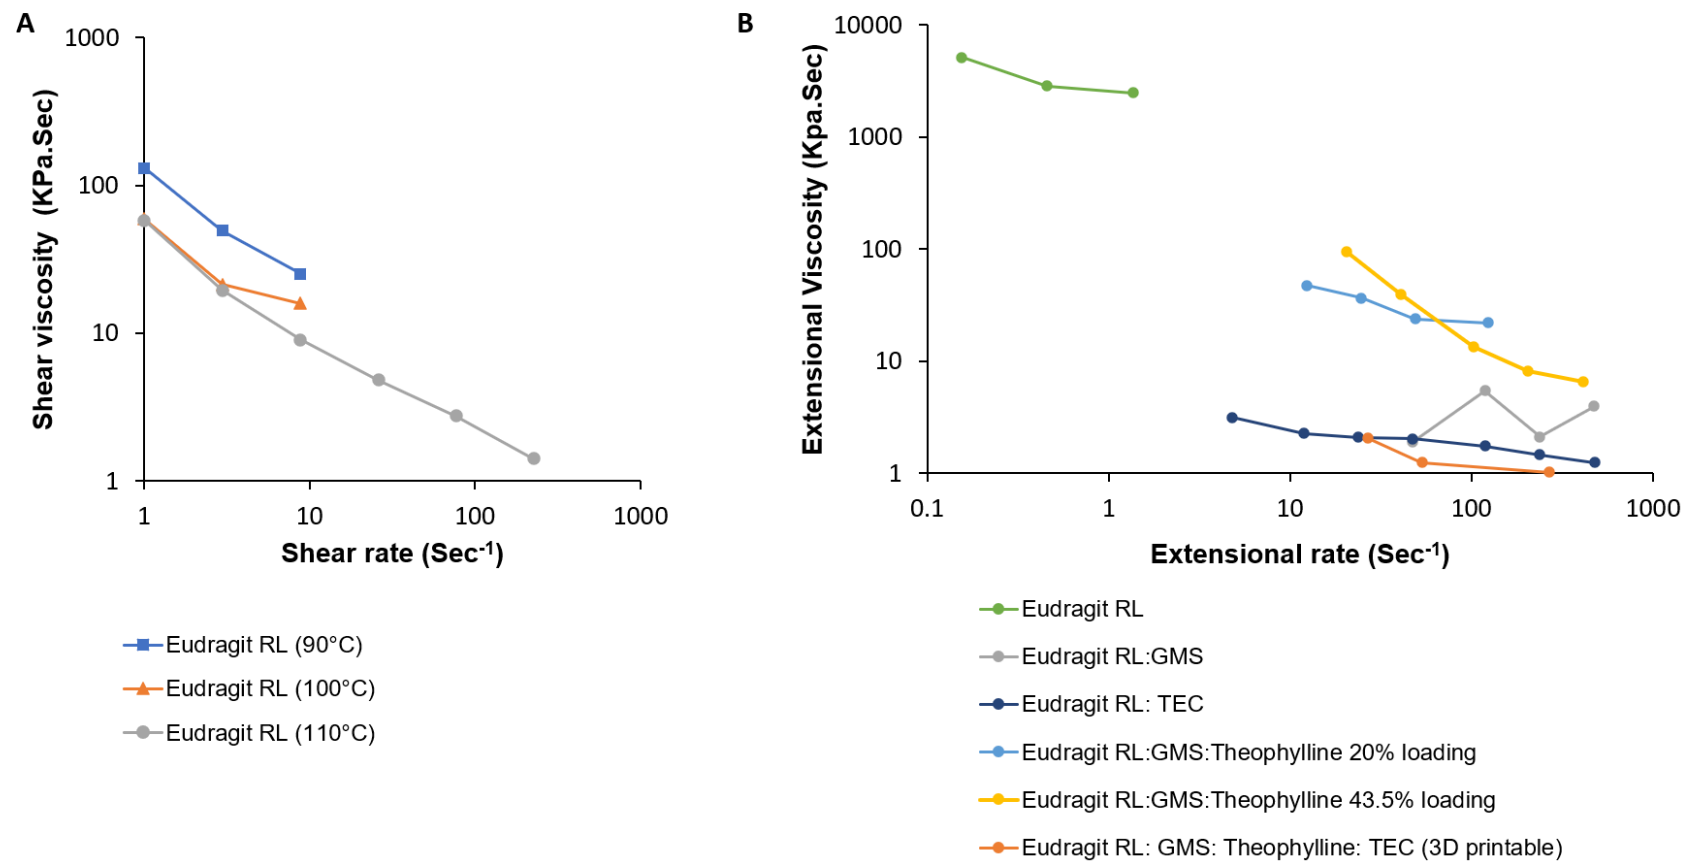 A
Shear viscosity (KPa.Sec)
1000
100
10
1
1 10 100 1000
Shear rate (Sec-1)
Eudragit RL (90°C)
Eudragit RL (100°C)
Eudragit RL (110°C)
B
Extensional Viscosity (Kpa.Sec)
10000
1000
100
10
1
0.1 1 10 100 1000
Extensional rate (Sec-1)
Eudragit RL
Eudragit RL:GMS
Eudragit RL: TEC
Eudragit RL:GMS:Theophylline 20% loading
Eudragit RL:GMS:Theophylline 43.5% loading
Eudragit RL: GMS: Theophylline: TEC (3D printable)